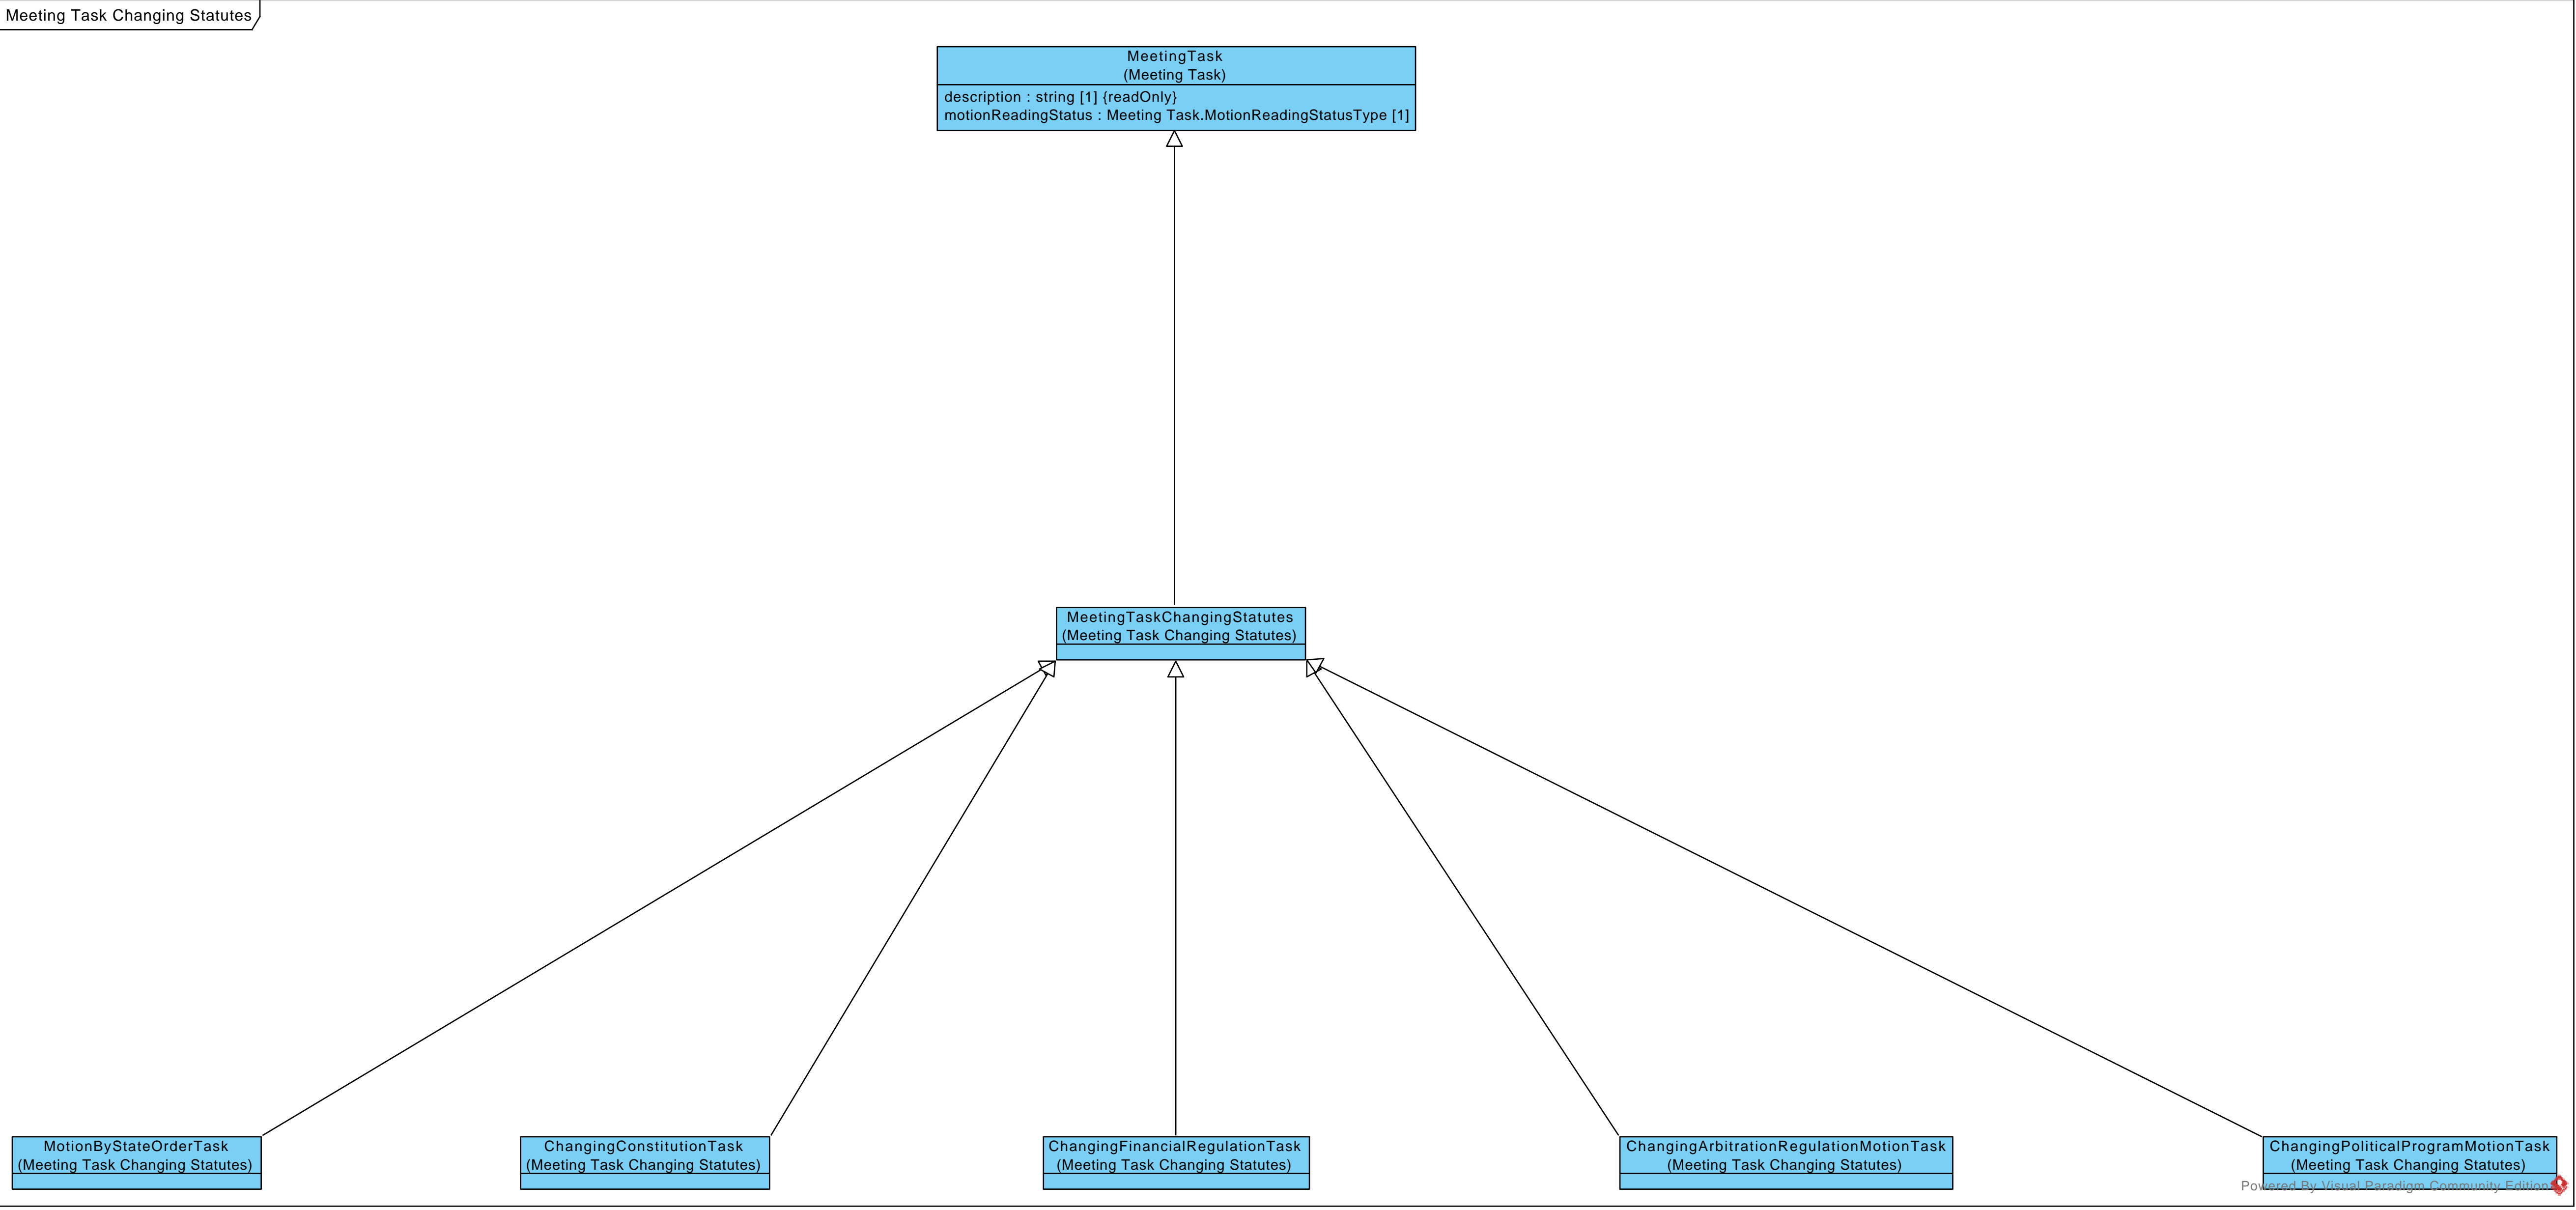 Meeting Task Changing Statutes
MeetingTask
(Meeting Task)
description : string [1] {readOnly}
motionReadingStatus : Meeting Task.MotionReadingStatusType [1]
MeetingTaskChangingStatutes
(Meeting Task Changing Statutes)
MotionByStateOrderTask
(Meeting Task Changing Statutes)
ChangingConstitutionTask
(Meeting Task Changing Statutes)
ChangingFinancialRegulationTask
(Meeting Task Changing Statutes)
ChangingArbitrationRegulationMotionTask
(Meeting Task Changing Statutes)
ChangingPoliticalProgramMotionTask
(Meeting Task Changing Statutes)
Powered By Visual Paradigm Community Edition